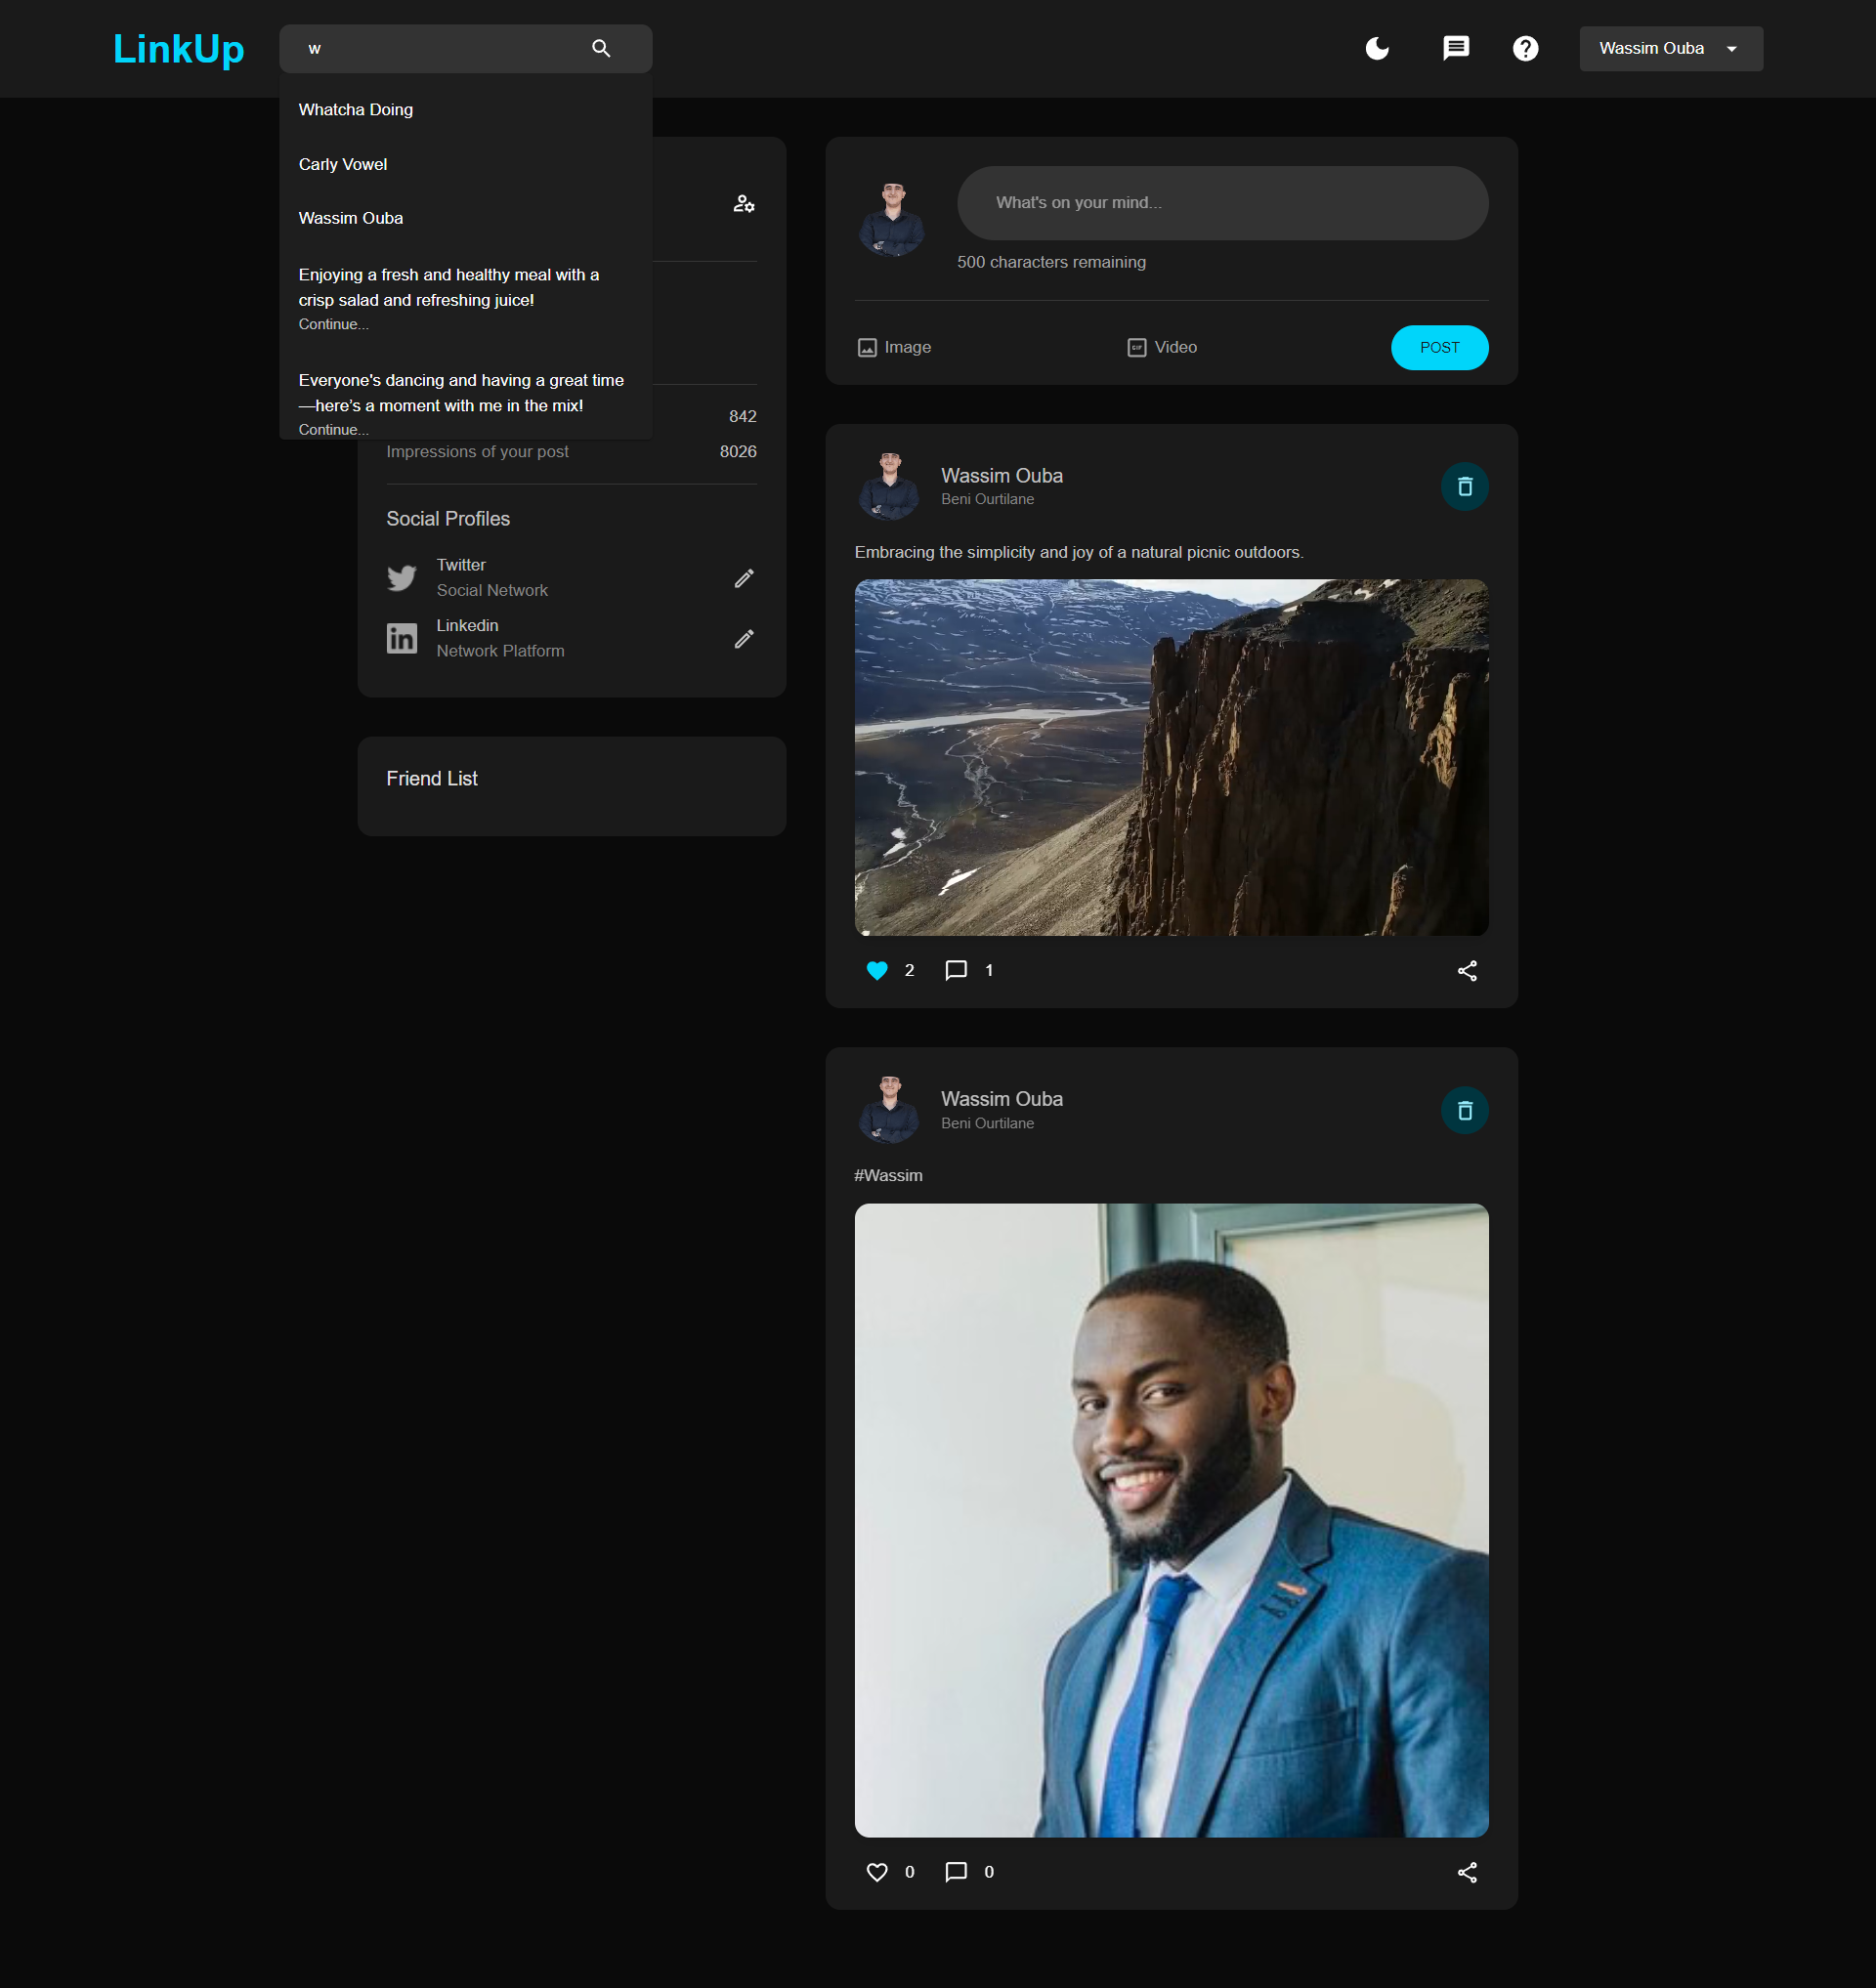 LinkUp
w
Wassim Ouba
Whatcha Doing
Carly Vowel
Wassim Ouba
Enjoying a fresh and healthy meal with a
crisp salad and refreshing juice!
Continue...
Everyone's dancing and having a great time
—here's a moment with me in the mix!
Continue...
842
Impressions of your post 8026
Social Profiles
Twitter
Social Network
Linkedin
Network Platform
Friend List
What's on your mind...
500 characters remaining
Image
GIF
Video
POST
Wassim Ouba
Beni Ourtilane
Embracing the simplicity and joy of a natural picnic outdoors.
2 1
Wassim Ouba
Beni Ourtilane
#Wassim
0 0